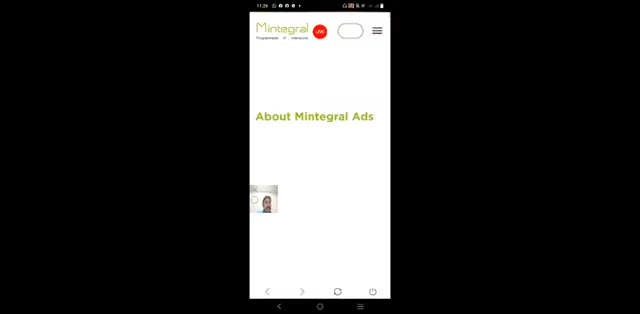 11:29
Mintegral
LIVE
Programmatic AI Interactive
About Mintegral Ads